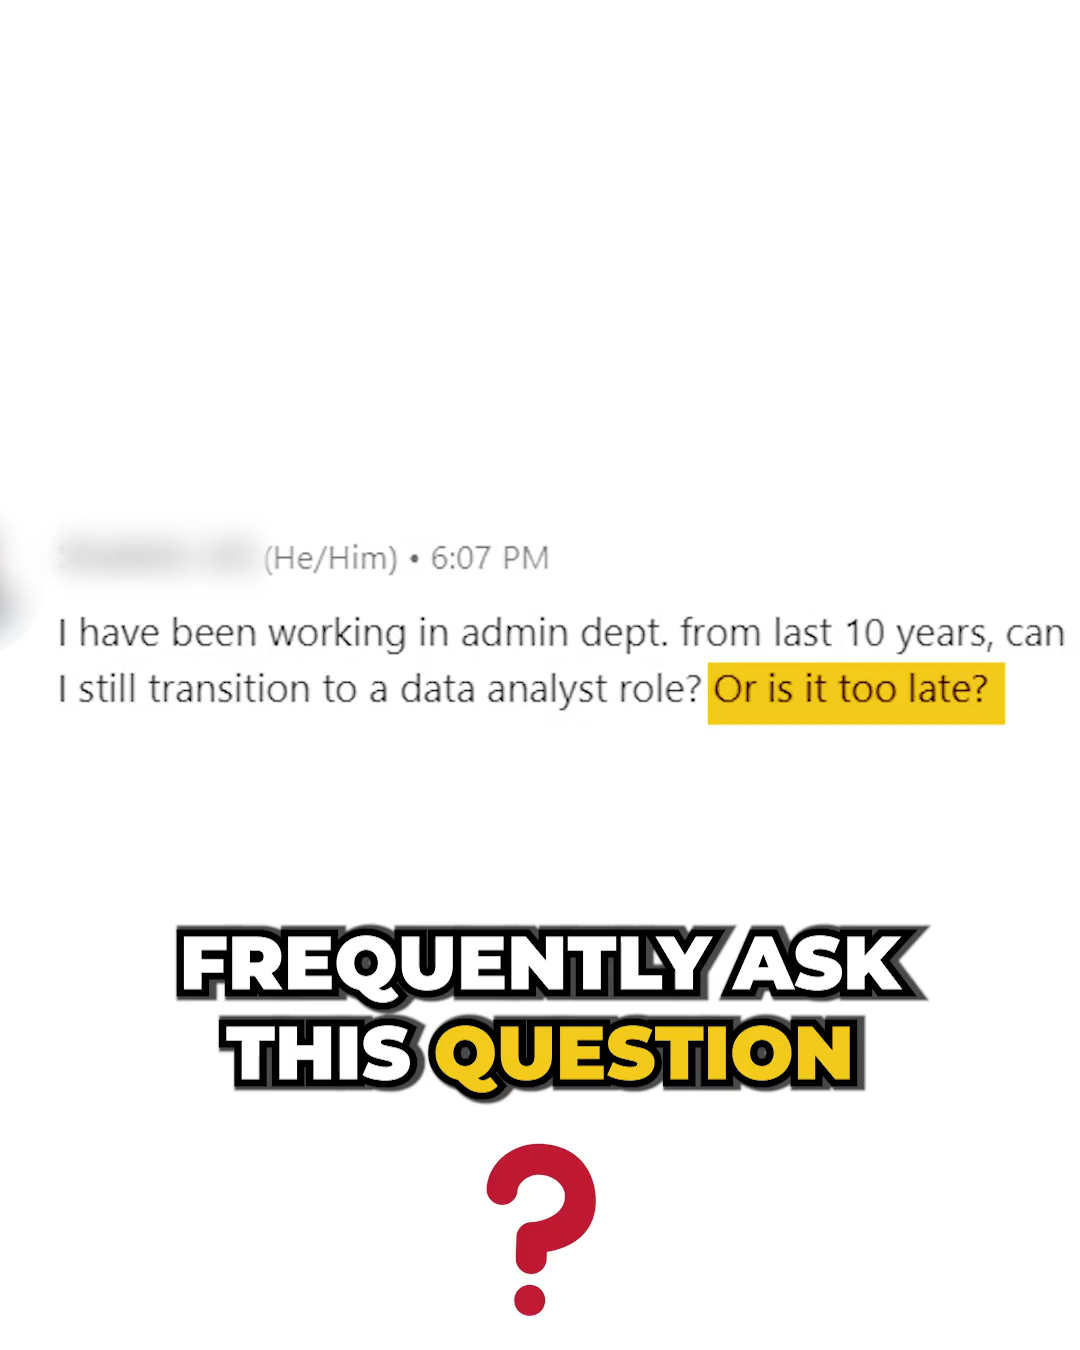 (He/Him) • 6:07 PM
I have been working in admin dept. from last 10 years, can
I still transition to a data analyst role? Or is it too late?
FREQUENTLY ASK
THIS QUESTION
?